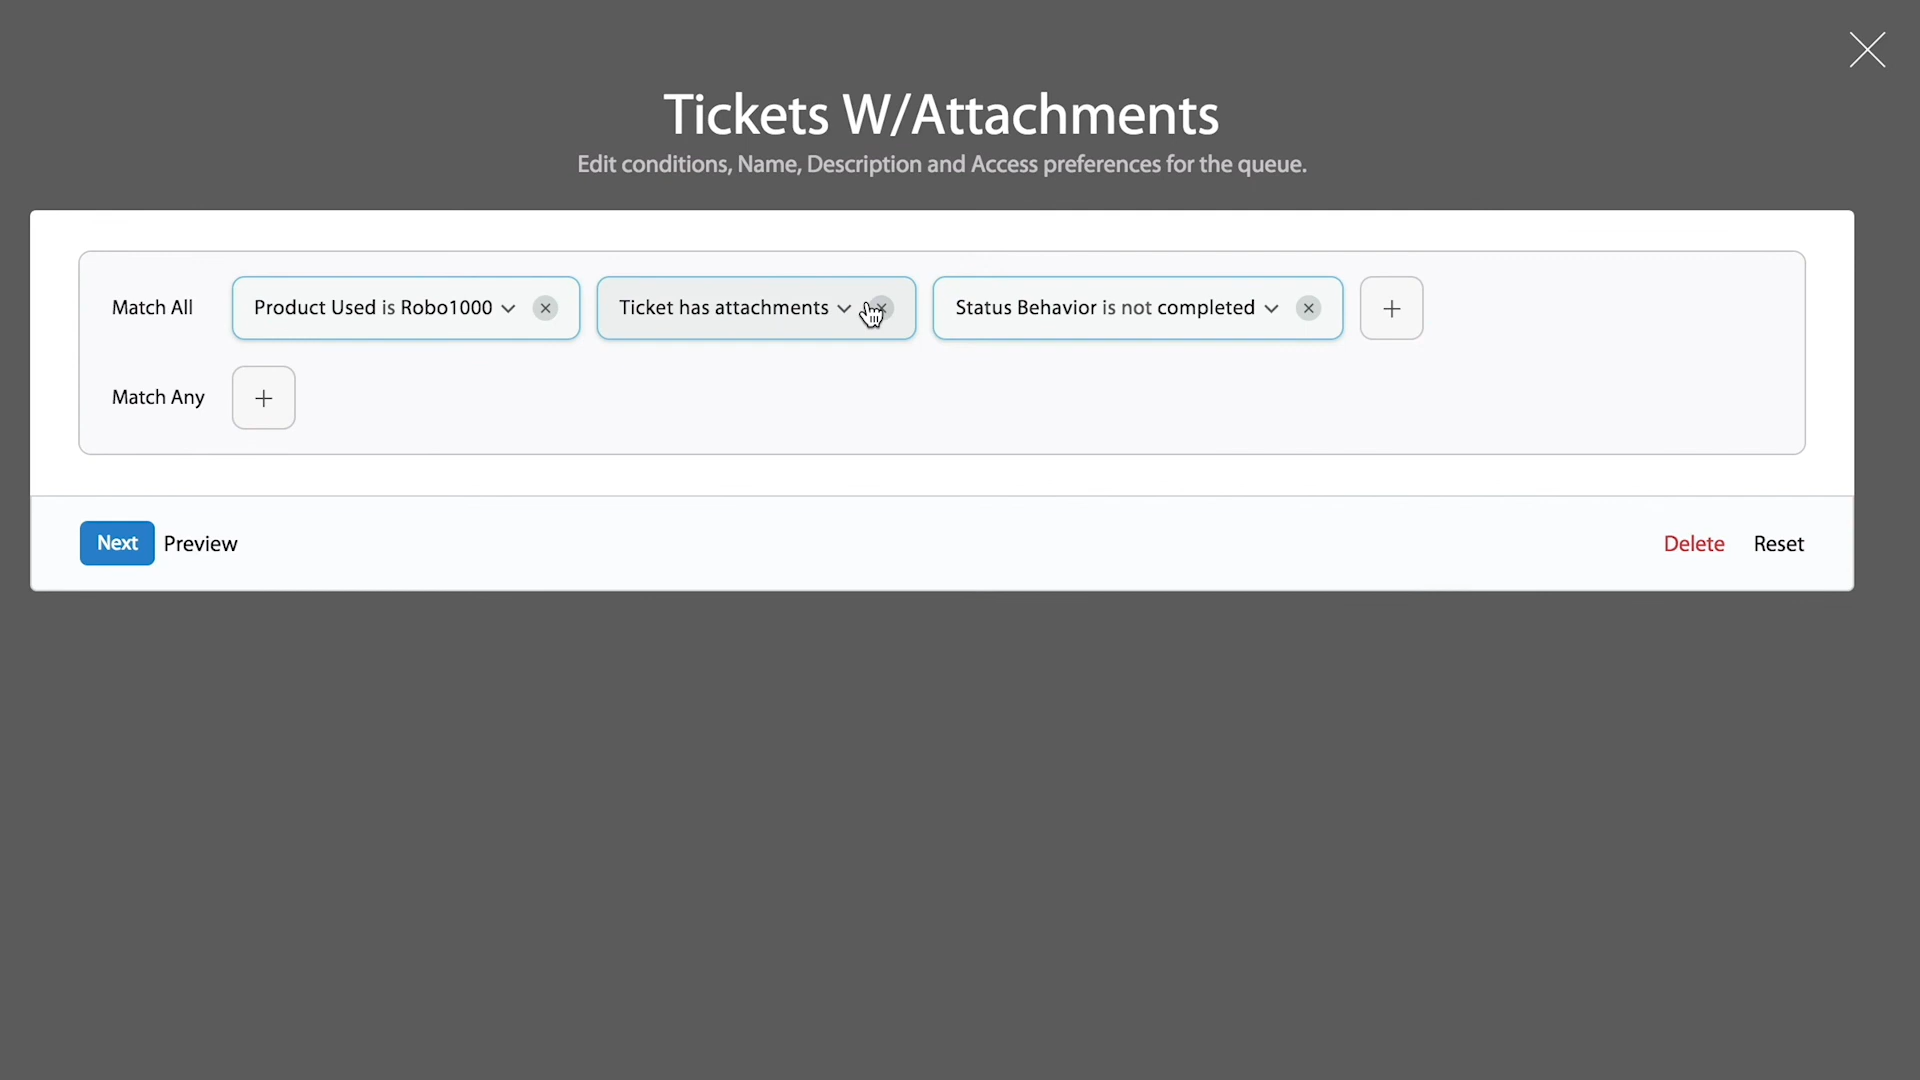 Tickets W/Attachments
Edit conditions, Name, Description and Access preferences for the queue.
Match All Product Used is Robo1000 Ticket has attachments Status Behavior is not completed
Match Any
Next Preview Delete Reset